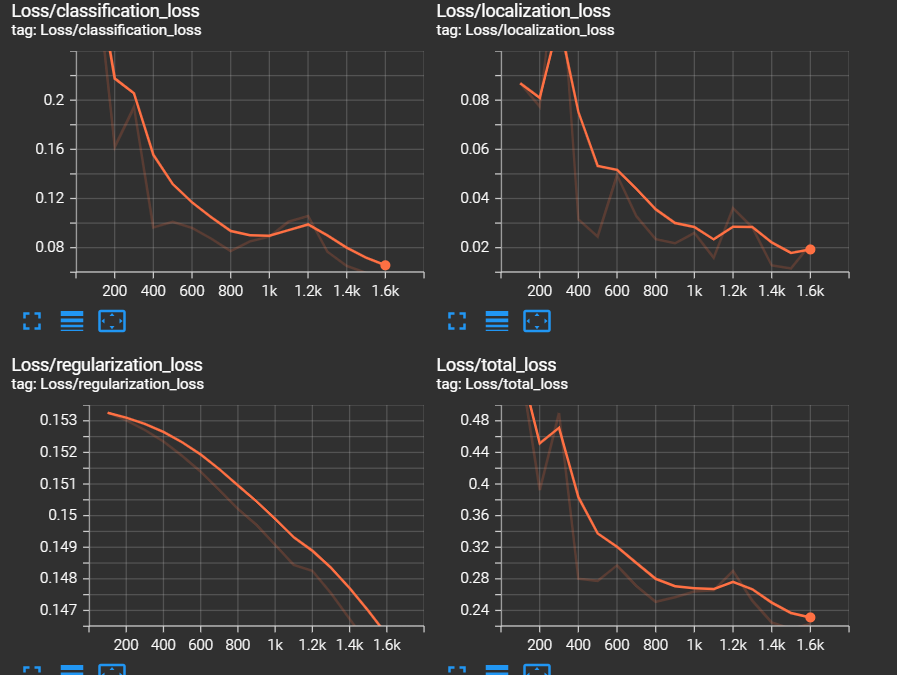 Loss/classification_loss
tag: Loss/classification_loss
0.2
0.16
0.12
0.08
200 400 600 800 1k 1.2k 1.4k 1.6k
Loss/localization_loss
tag: Loss/localization_loss
0.08
0.06
0.04
0.02
200 400 600 800 1k 1.2k 1.4k 1.6k
Loss/regularization_loss
tag: Loss/regularization_loss
0.153
0.152
0.151
0.15
0.149
0.148
0.147
200 400 600 800 1k 1.2k 1.4k 1.6k
Loss/total_loss
tag: Loss/total_loss
0.48
0.44
0.4
0.36
0.32
0.28
0.24
200 400 600 800 1k 1.2k 1.4k 1.6k